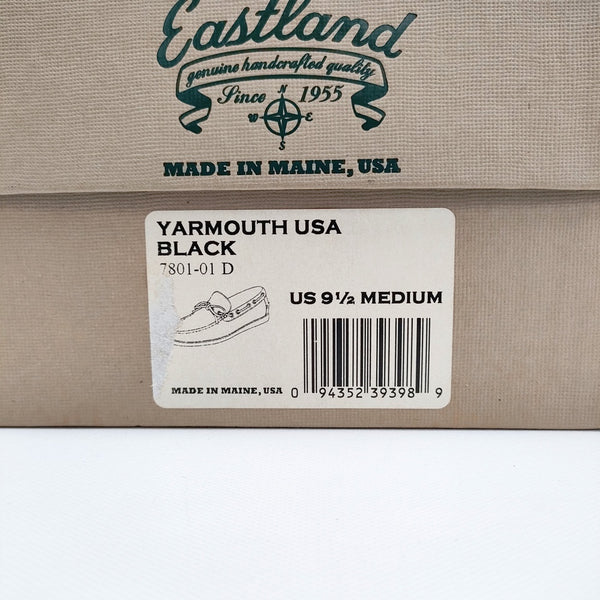 Eastland
genuine handcrafted quality
Since N 1955
W E
S
MADE IN MAINE, USA
YARMOUTH USA
BLACK
7801-01 D
US 9½ MEDIUM
MADE IN MAINE, USA
0 94352 39398 9